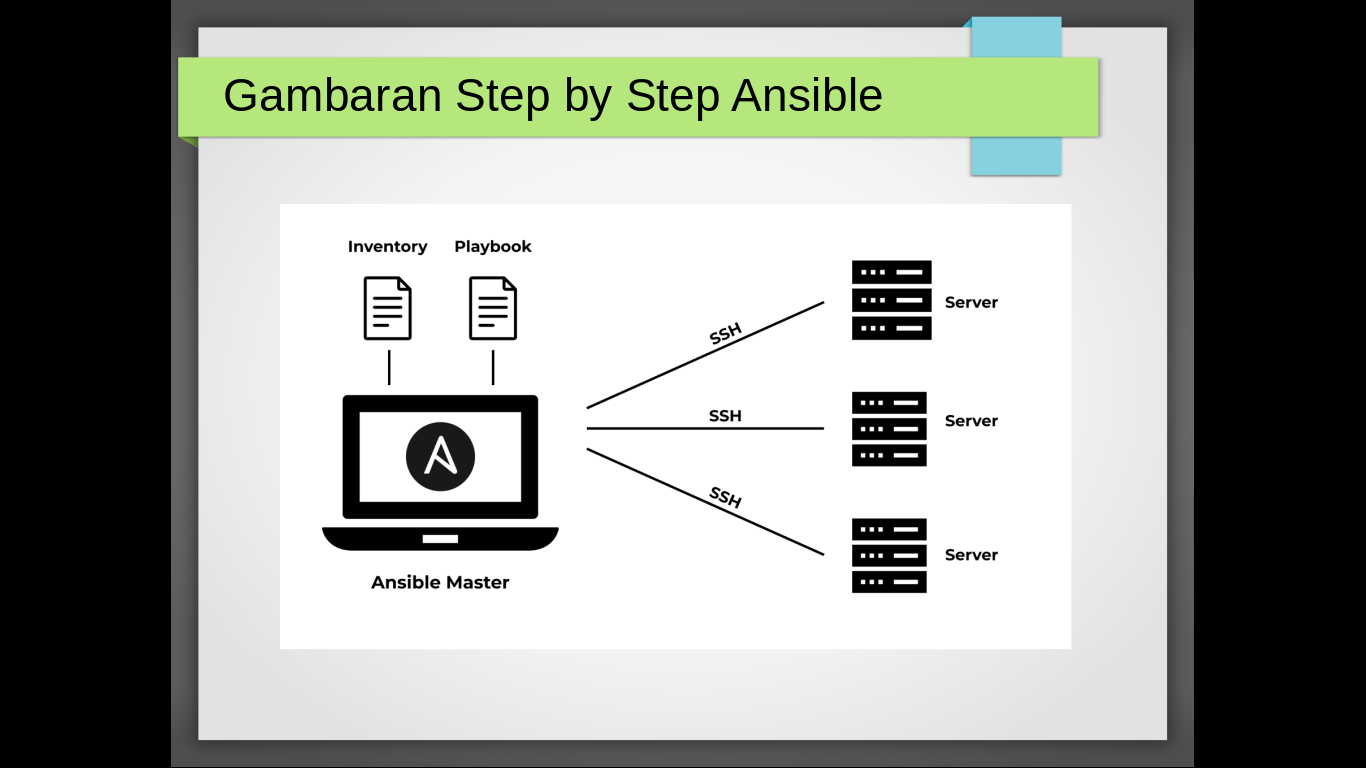 Gambaran Step by Step Ansible
Inventory
Playbook
Ansible Master
SSH
SSH
SSH
Server
Server
Server